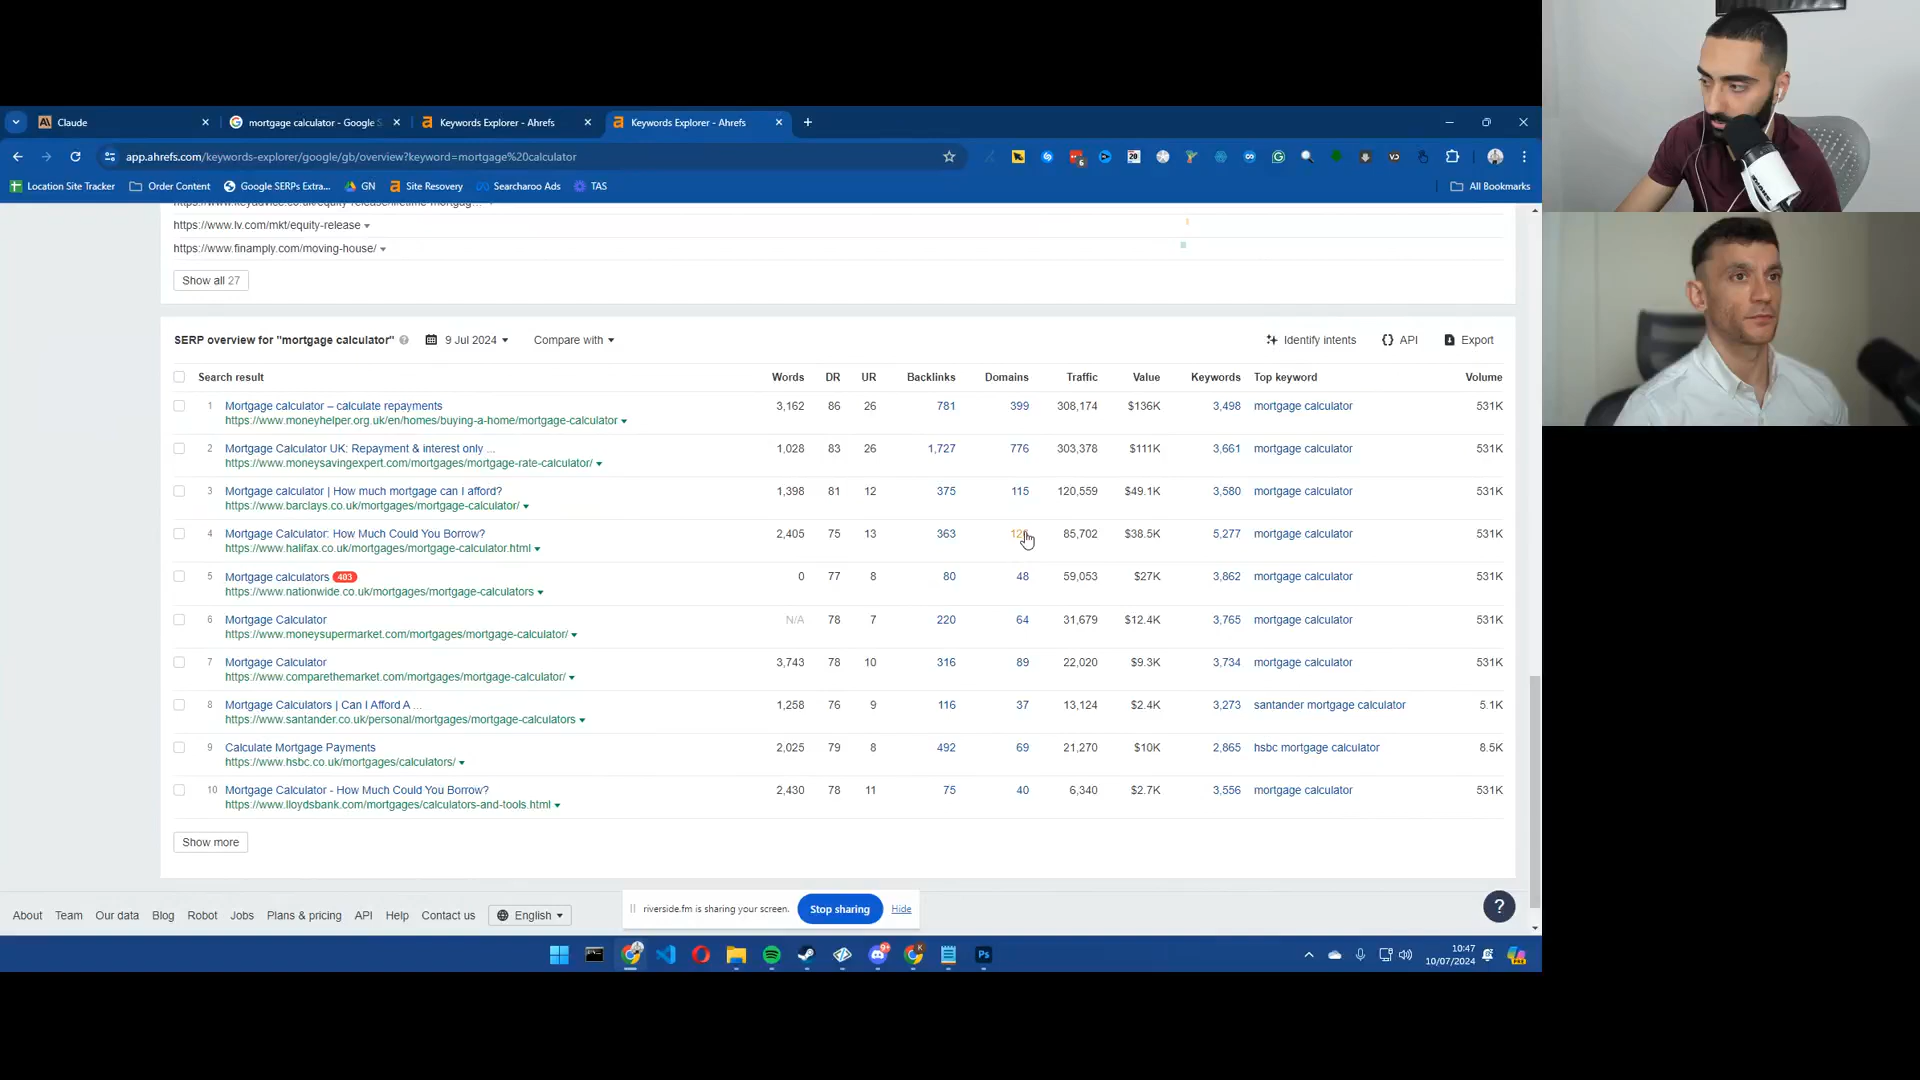 Claude
mortgage calculator - Google S
Keywords Explorer - Ahrefs
Keywords Explorer - Ahrefs
app.ahrefs.com/keywords-explorer/google/gb/overview?keyword=mortgage%20calculator
Location Site Tracker Order Content Google SERPs Extra... GN Site Recovery Searcharoo Ads TAS All Bookmarks
https://www.keyadvice.co.uk/equity-release/lifetime-mortgag...
https://www.lv.com/mkt/equity-release
https://www.finamply.com/moving-house/
Show all 27
SERP overview for "mortgage calculator" 9 Jul 2024 Compare with Identify intents API Export
Search result Words DR UR Backlinks Domains Traffic Value Keywords Top keyword Volume
1 Mortgage calculator – calculate repayments 3,162 86 26 781 399 308,174 $136K 3,498 mortgage calculator 531K
https://www.moneyhelper.org.uk/en/homes/buying-a-home/mortgage-calculator
2 Mortgage Calculator UK: Repayment & interest only ... 1,028 83 26 1,727 776 303,378 $111K 3,661 mortgage calculator 531K
https://www.moneysavingexpert.com/mortgages/mortgage-rate-calculator/
3 Mortgage calculator | How much mortgage can I afford? 1,398 81 12 375 115 120,559 $49.1K 3,580 mortgage calculator 531K
https://www.barclays.co.uk/mortgages/mortgage-calculator/
4 Mortgage Calculator: How Much Could You Borrow? 2,405 75 13 363 85,702 $38.5K 5,277 mortgage calculator 531K
https://www.halifax.co.uk/mortgages/mortgage-calculator.html
5 Mortgage calculators 403 0 77 8 80 48 59,053 $27K 3,862 mortgage calculator 531K
https://www.nationwide.co.uk/mortgages/mortgage-calculators
6 Mortgage Calculator N/A 78 7 220 64 31,679 $12.4K 3,765 mortgage calculator 531K
https://www.moneysupermarket.com/mortgages/mortgage-calculator/
7 Mortgage Calculator 3,743 78 10 316 89 22,020 $9.3K 3,734 mortgage calculator 531K
https://www.comparethemarket.com/mortgages/mortgage-calculator/
8 Mortgage Calculators | Can I Afford A ... 1,258 76 9 116 37 13,124 $2.4K 3,273 santander mortgage calculator 5.1K
https://www.santander.co.uk/personal/mortgages/mortgage-calculators
9 Calculate Mortgage Payments 2,025 79 8 492 69 21,270 $10K 2,865 hsbc mortgage calculator 8.5K
https://www.hsbc.co.uk/mortgages/calculators/
10 Mortgage Calculator - How Much Could You Borrow? 2,430 78 11 75 40 6,340 $2.7K 3,556 mortgage calculator 531K
https://www.lloydsbank.com/mortgages/calculators-and-tools.html
Show more
riverside.fm is sharing your screen. Stop sharing Hide
About Team Our data Blog Robot Jobs Plans & pricing API Help Contact us English
?
10:47
10/07/2024